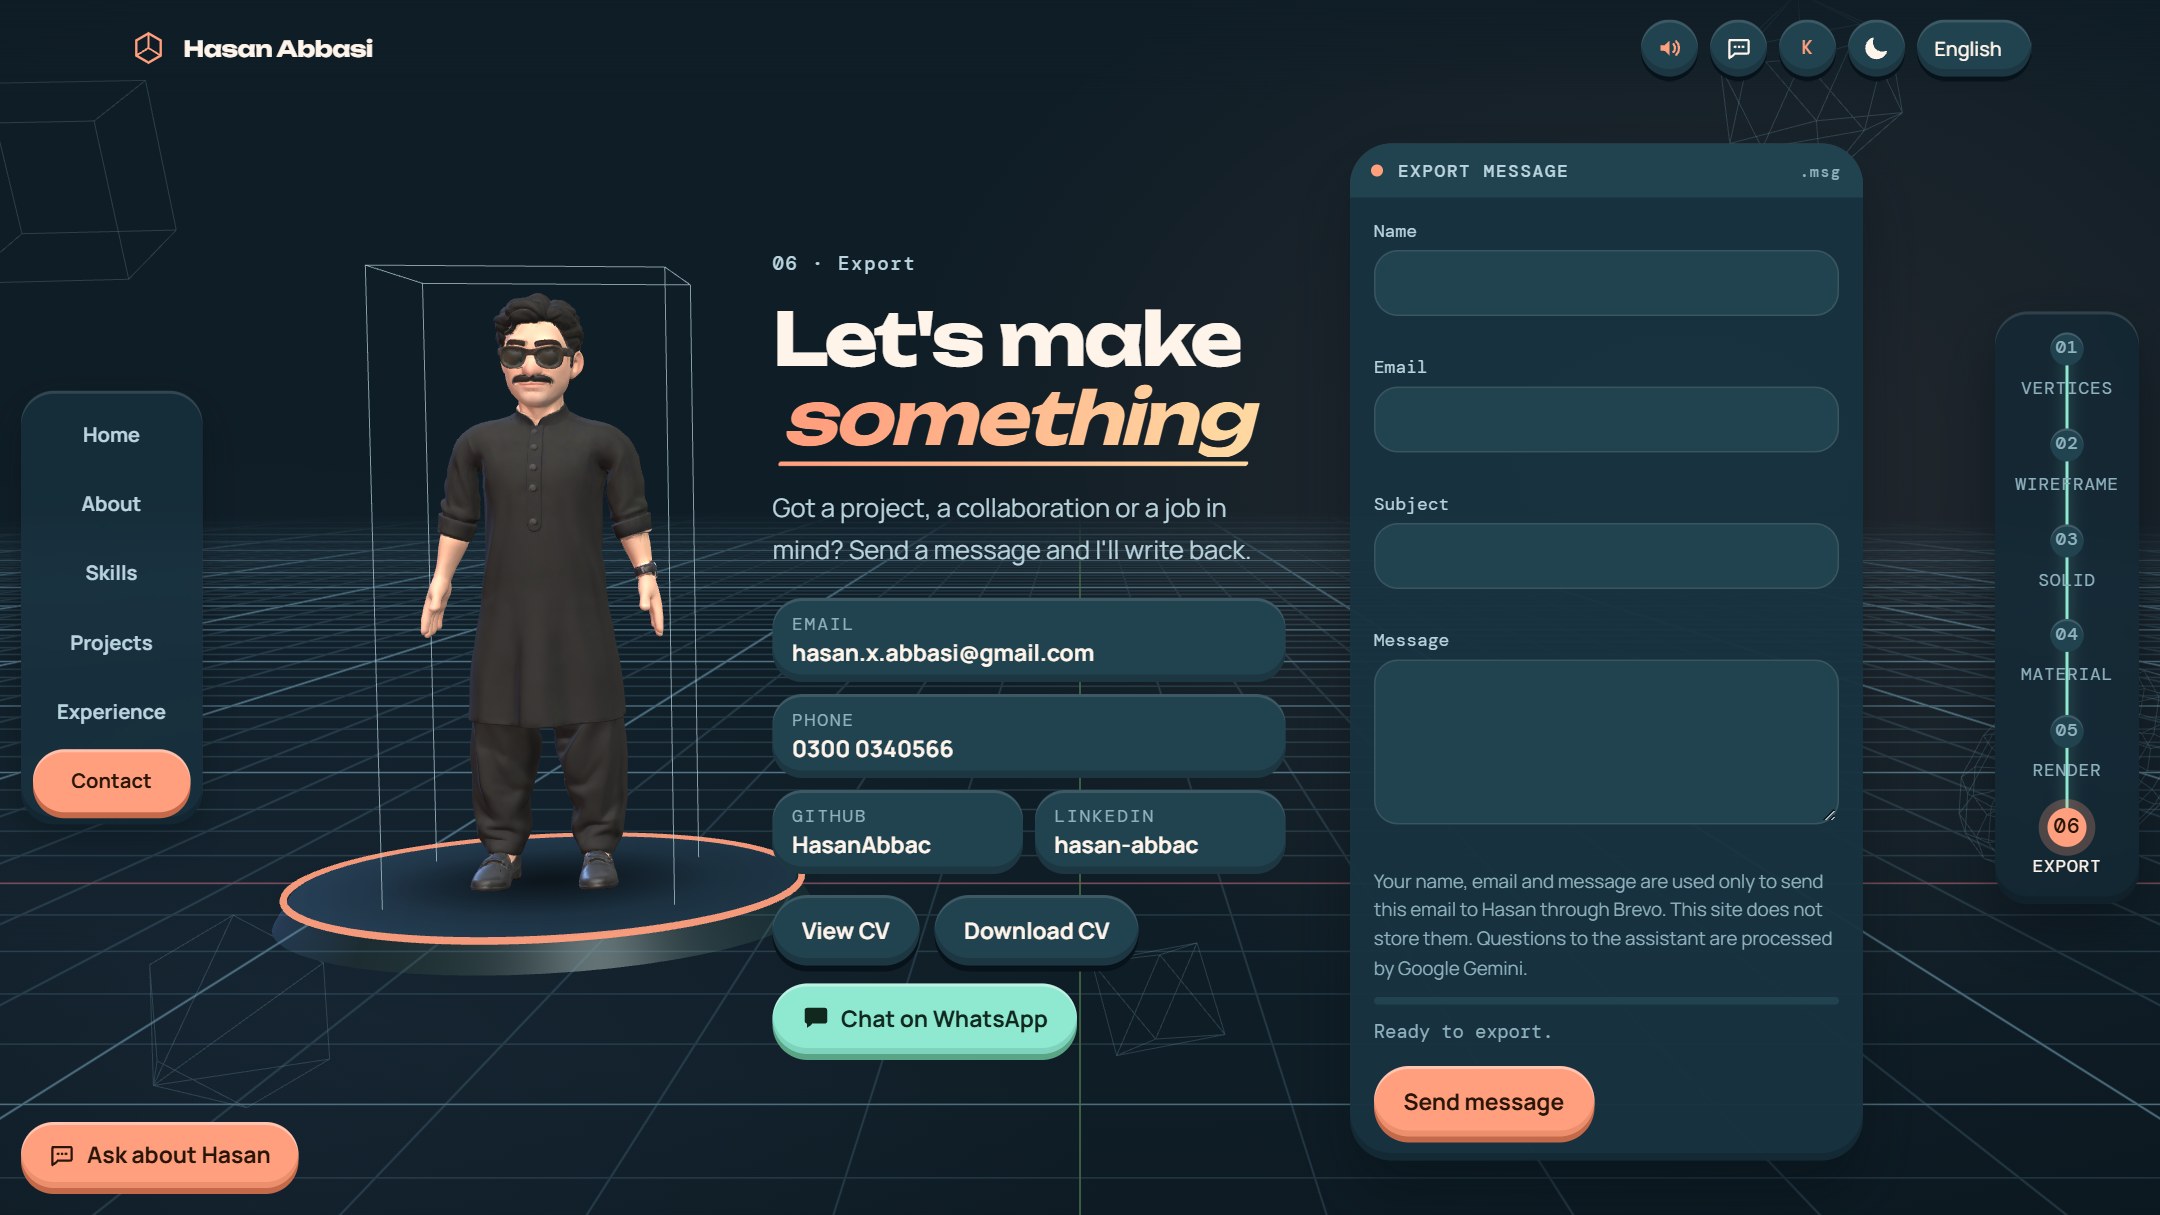 Hasan Abbasi
K
English
Home
About
Skills
Projects
Experience
Contact
06 · Export
Let's make
something
Got a project, a collaboration or a job in
mind? Send a message and I'll write back.
EMAIL
hasan.x.abbasi@gmail.com
PHONE
0300 0340566
GITHUB
HasanAbbac
LINKEDIN
hasan-abbac
View CV
Download CV
Chat on WhatsApp
EXPORT MESSAGE
.msg
Name
Email
Subject
Message
Your name, email and message are used only to send
this email to Hasan through Brevo. This site does not
store them. Questions to the assistant are processed
by Google Gemini.
Ready to export.
Send message
01
VERTICES
02
WIREFRAME
03
SOLID
04
MATERIAL
05
RENDER
06
EXPORT
Ask about Hasan